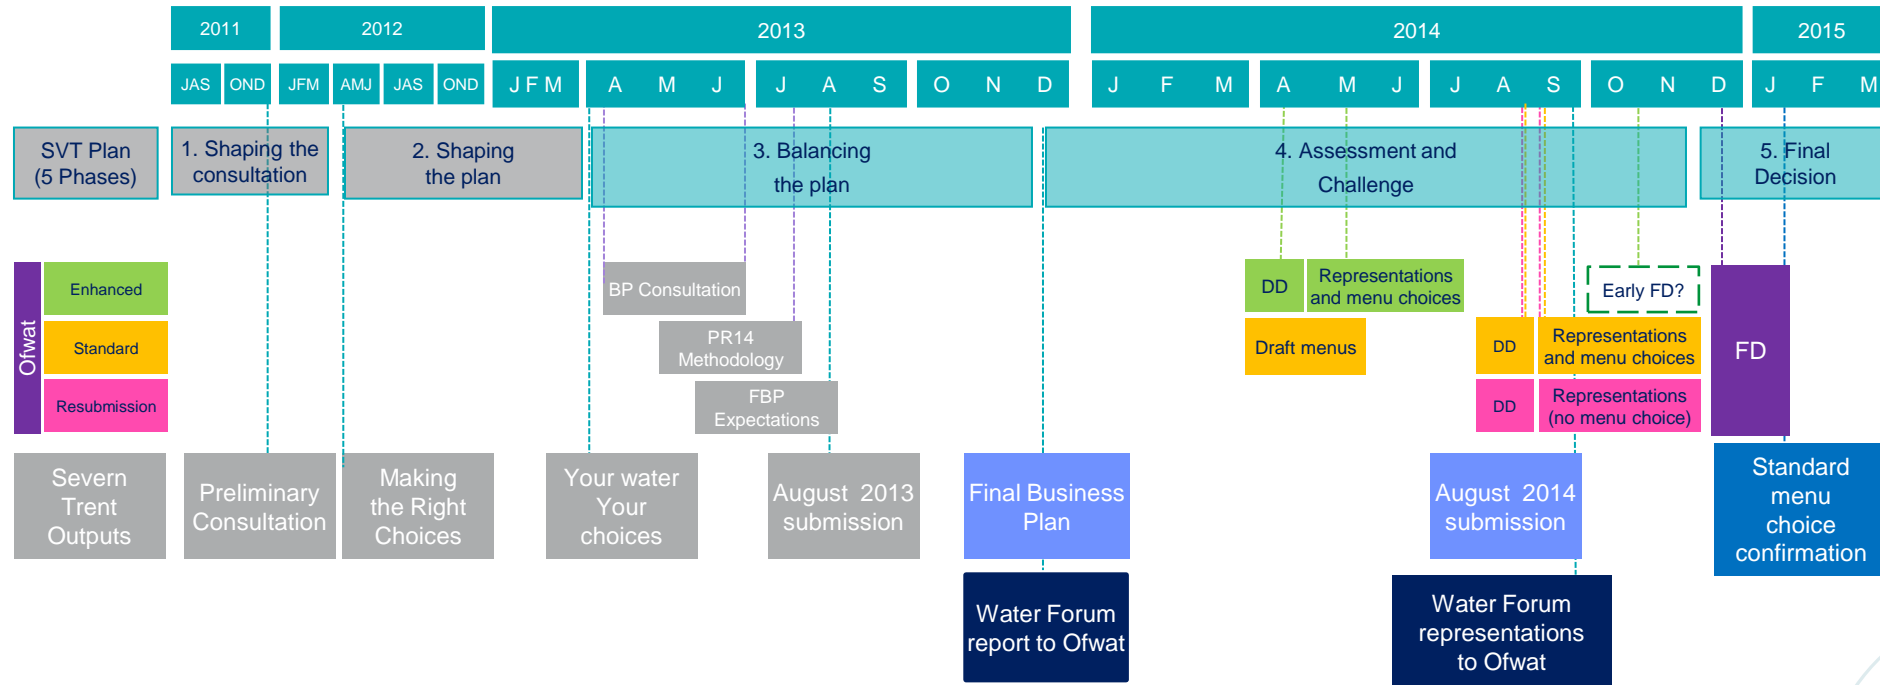 2011
2012
2013
2014
2015
JAS OND JFM AMJ JAS OND J F M A M J J A S O N D J F M A M J J A S O N D J F M
SVT Plan
(5 Phases)
1. Shaping the
consultation
2. Shaping
the plan
3. Balancing
the plan
4. Assessment and
Challenge
5. Final
Decision
Ofwat
Enhanced
Standard
Resubmission
BP Consultation
PR14
Methodology
FBP
Expectations
DD
Representations
and menu choices
Early FD?
Draft menus
DD
Representations
and menu choices
DD
Representations
(no menu choice)
FD
Severn
Trent
Outputs
Preliminary
Consultation
Making
the Right
Choices
Your water
Your
choices
August 2013
submission
Final Business
Plan
August 2014
submission
Standard
menu
choice
confirmation
Water Forum
report to Ofwat
Water Forum
representations
to Ofwat